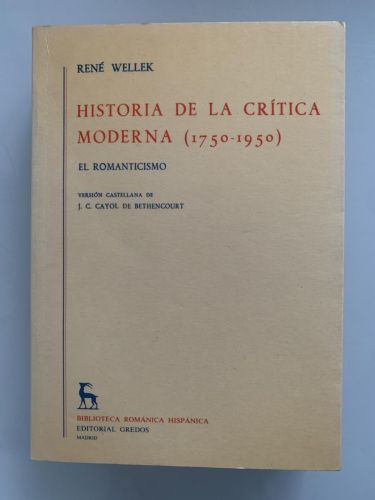 RENÉ WELLEK
HISTORIA DE LA CRÍTICA
MODERNA (1750-1950)
EL ROMANTICISMO
VERSIÓN CASTELLANA DE
J. C. CAYOL DE BETHENCOURT
BIBLIOTECA ROMÁNICA HISPÁNICA
EDITORIAL GREDOS
MADRID